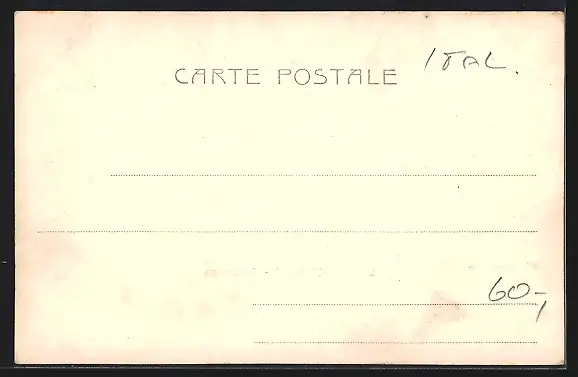 CARTE POSTALE
ITAL.
60,-